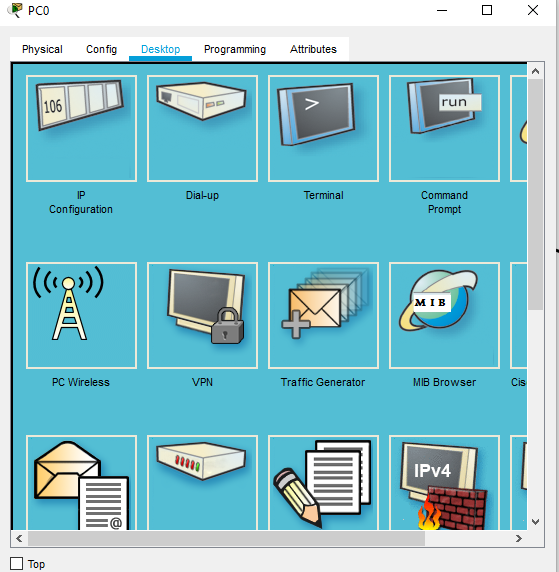 PC0
Physical Config Desktop Programming Attributes
106
>
run
IP
Configuration
Dial-up
Terminal
Command
Prompt
MIB
PC Wireless
VPN
Traffic Generator
MIB Browser
Cis
@
IPv4
Top